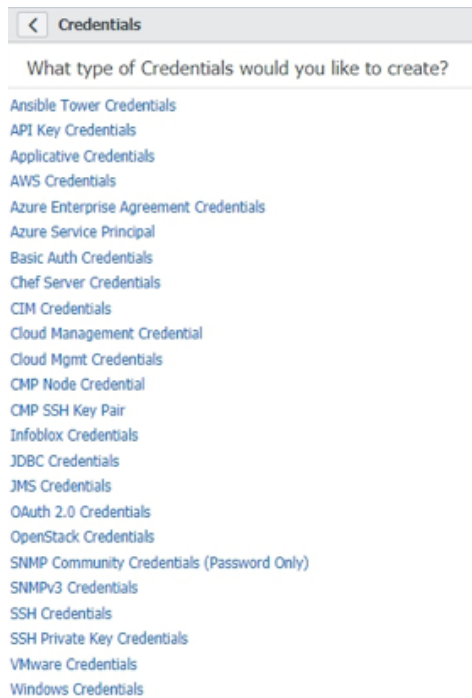 Credentials
What type of Credentials would you like to create?
Ansible Tower Credentials
API Key Credentials
Applicative Credentials
AWS Credentials
Azure Enterprise Agreement Credentials
Azure Service Principal
Basic Auth Credentials
Chef Server Credentials
CIM Credentials
Cloud Management Credential
Cloud Mgmt Credentials
CMP Node Credential
CMP SSH Key Pair
Infoblox Credentials
JDBC Credentials
JMS Credentials
OAuth 2.0 Credentials
OpenStack Credentials
SNMP Community Credentials (Password Only)
SNMPv3 Credentials
SSH Credentials
SSH Private Key Credentials
VMware Credentials
Windows Credentials